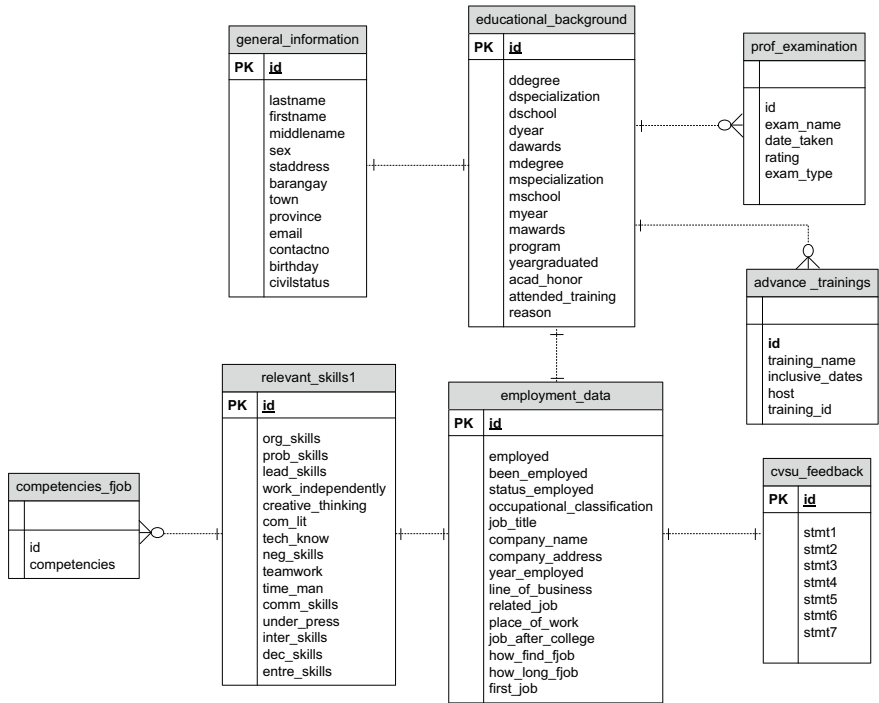 general_information
PK id
lastname
firstname
middlename
sex
staddress
barangay
town
province
email
contactno
birthday
civilstatus
educational_background
PK id
ddegree
dspecialization
dschool
dyear
dawards
mdegree
mspecialization
mschool
myear
mawards
program
yeargraduated
acad_honor
attended_training
reason
prof_examination
id
exam_name
date_taken
rating
exam_type
advance _trainings
id
training_name
inclusive_dates
host
training_id
relevant_skills1
PK id
org_skills
prob_skills
lead_skills
work_independently
creative_thinking
com_lit
tech_know
neg_skills
teamwork
time_man
comm_skills
under_press
inter_skills
dec_skills
entre_skills
employment_data
PK id
employed
been_employed
status_employed
occupational_classification
job_title
company_name
company_address
year_employed
line_of_business
related_job
place_of_work
job_after_college
how_find_fjob
how_long_fjob
first_job
competencies_fjob
id
competencies
cvsu_feedback
PK id
stmt1
stmt2
stmt3
stmt4
stmt5
stmt6
stmt7